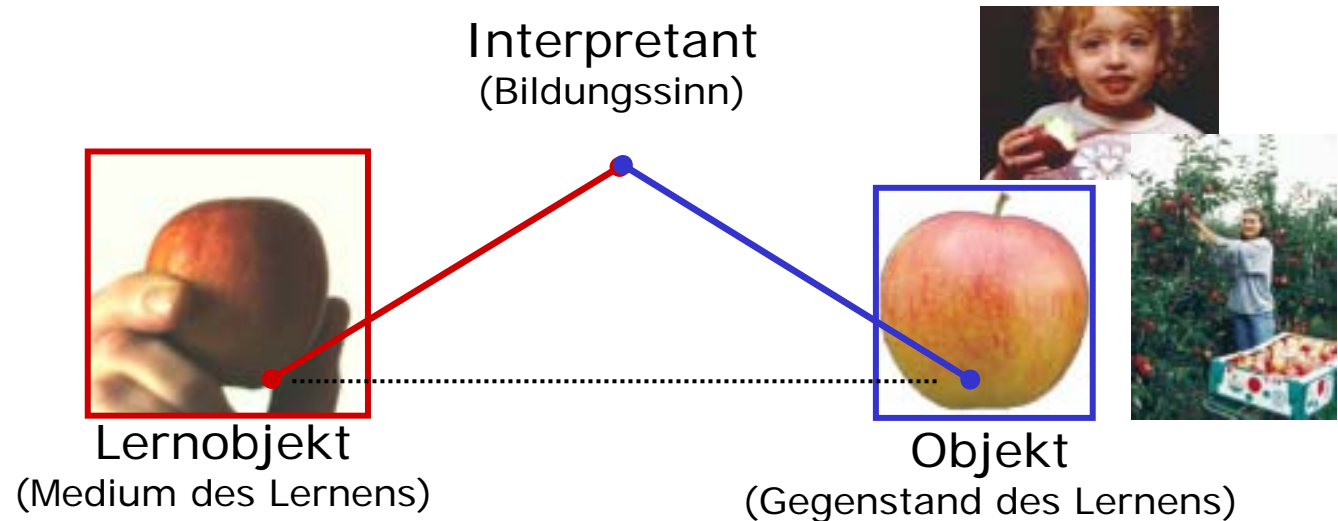 Interpretant
(Bildungssinn)
Lernobjekt
(Medium des Lernens)
Objekt
(Gegenstand des Lernens)